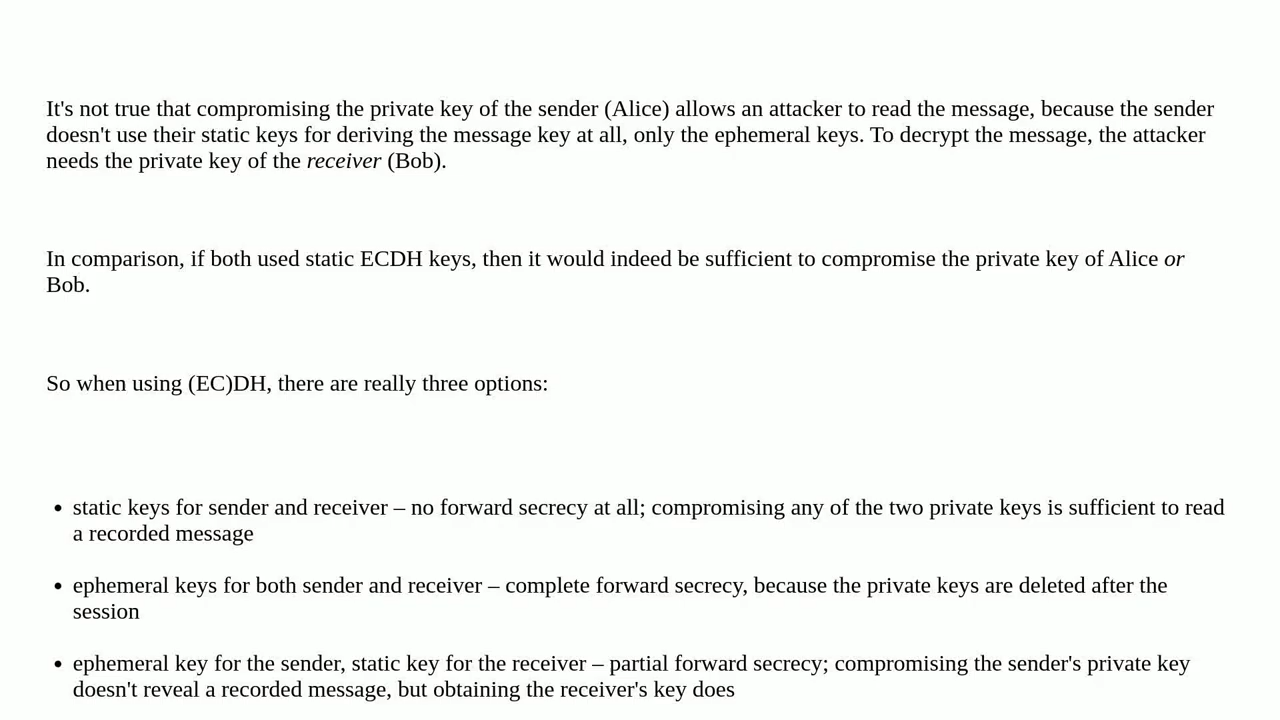 It's not true that compromising the private key of the sender (Alice) allows an attacker to read the message, because the sender
doesn't use their static keys for deriving the message key at all, only the ephemeral keys. To decrypt the message, the attacker
needs the private key of the receiver (Bob).
In comparison, if both used static ECDH keys, then it would indeed be sufficient to compromise the private key of Alice or
Bob.
So when using (EC)DH, there are really three options:
• static keys for sender and receiver – no forward secrecy at all; compromising any of the two private keys is sufficient to read
a recorded message
• ephemeral keys for both sender and receiver – complete forward secrecy, because the private keys are deleted after the
session
• ephemeral key for the sender, static key for the receiver – partial forward secrecy; compromising the sender's private key
doesn't reveal a recorded message, but obtaining the receiver's key does